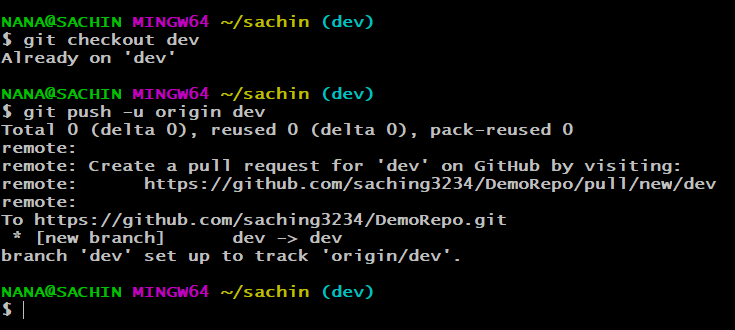 NANA@SACHIN MINGW64 ~/sachin (dev)
$ git checkout dev
Already on 'dev'
NANA@SACHIN MINGW64 ~/sachin (dev)
$ git push -u origin dev
Total 0 (delta 0), reused 0 (delta 0), pack-reused 0
remote:
remote: Create a pull request for 'dev' on GitHub by visiting:
remote:      https://github.com/saching3234/DemoRepo/pull/new/dev
remote:
To https://github.com/saching3234/DemoRepo.git
 * [new branch]      dev -> dev
branch 'dev' set up to track 'origin/dev'.
NANA@SACHIN MINGW64 ~/sachin (dev)
$